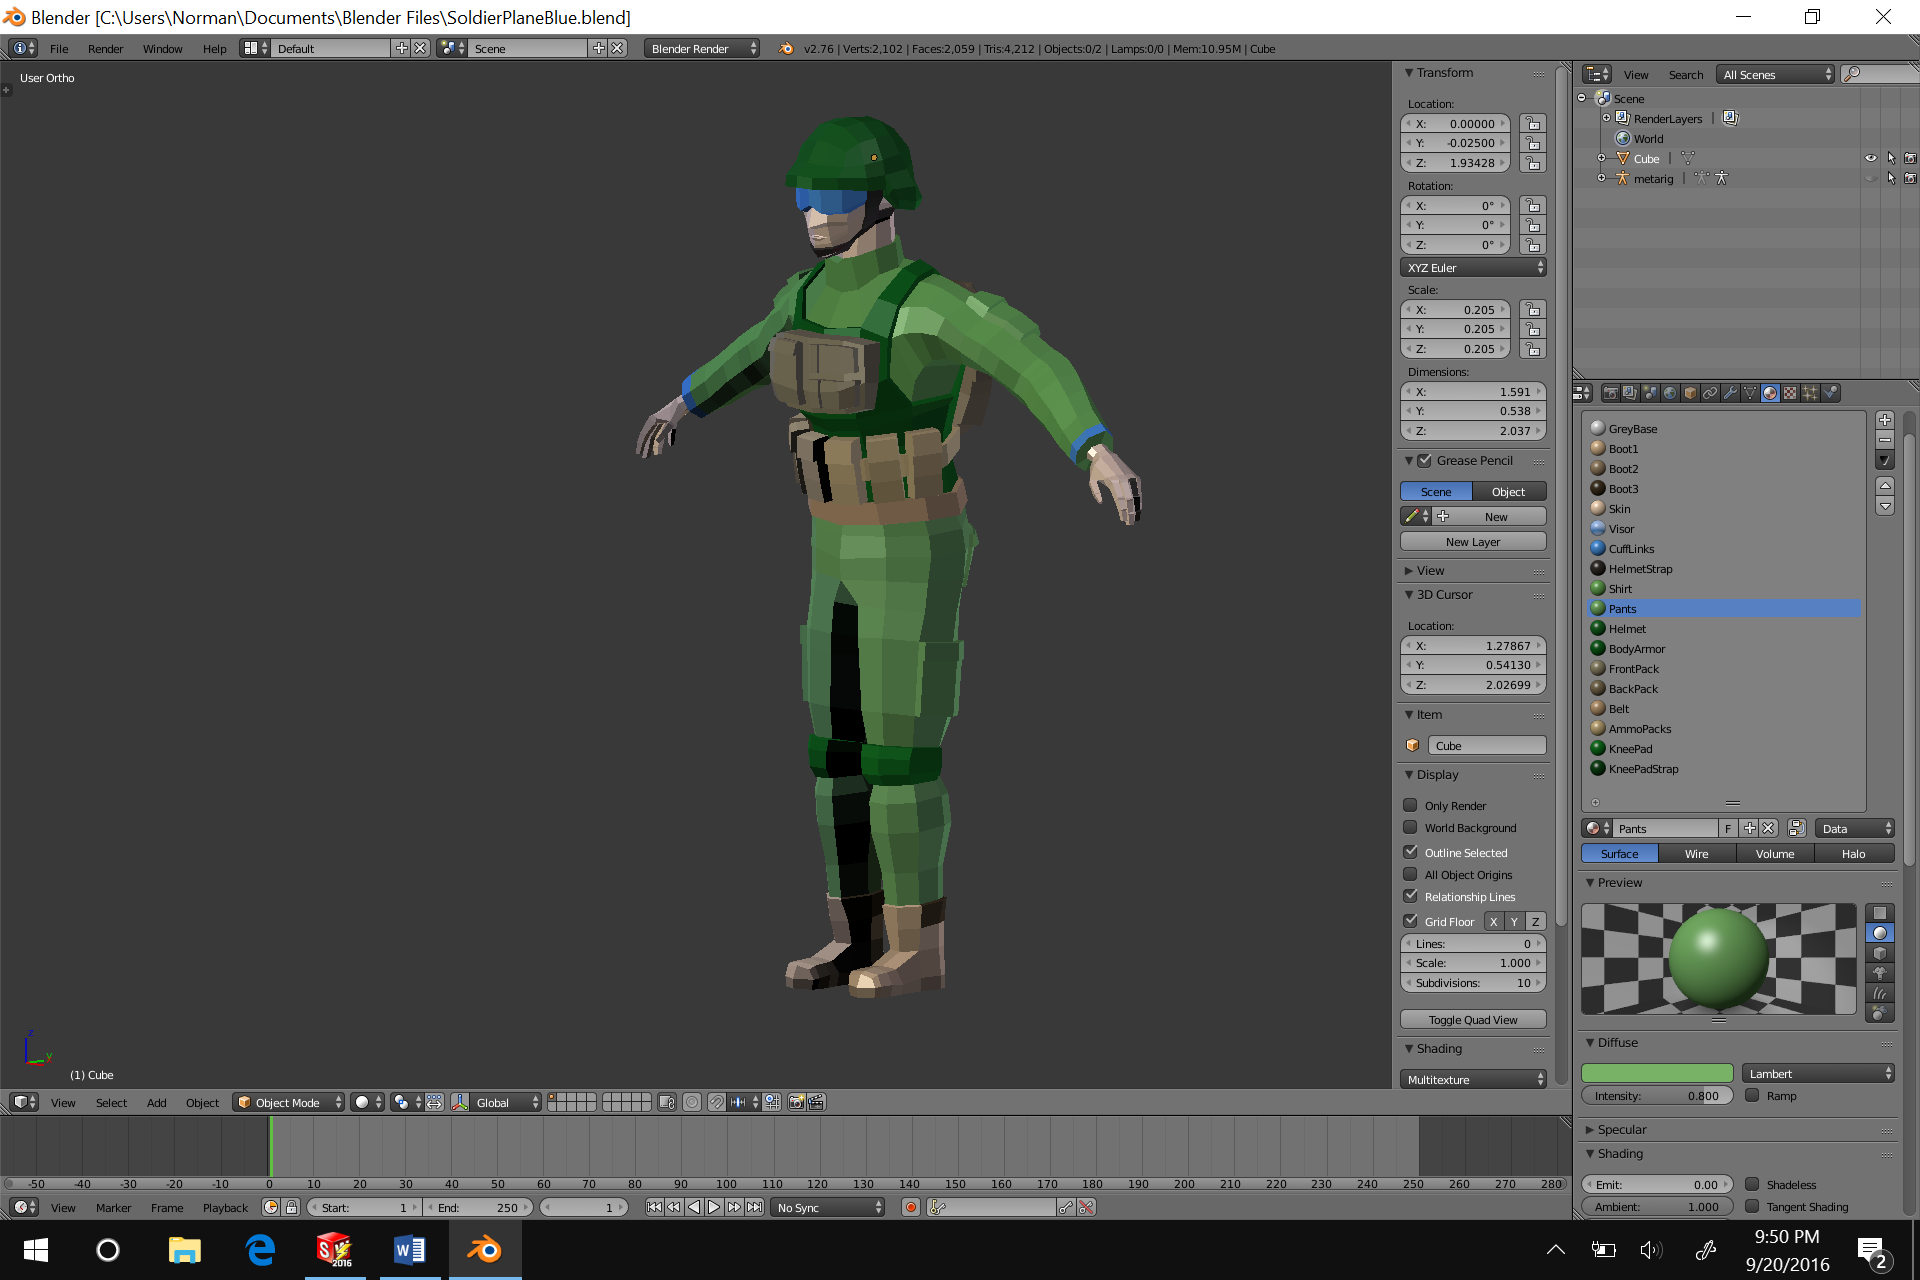 Blender [C:\Users\Norman\Documents\Blender Files\SoldierPlaneBlue.blend]
File Render Window Help Default Scene Blender Render v2.76 | Verts:2,102 | Faces:2,059 | Tris:4,212 | Objects:0/2 | Lamps:0/0 | Mem:10.95M | Cube
User Ortho
(1) Cube
z
y
Transform
Location:
X: 0.00000
Y: -0.02500
Z: 1.93428
Rotation:
X: 0°
Y: 0°
Z: 0°
XYZ Euler
Scale:
X: 0.205
Y: 0.205
Z: 0.205
Dimensions:
X: 1.591
Y: 0.538
Z: 2.037
Grease Pencil
Scene Object
New
New Layer
View
3D Cursor
Location:
X: 1.27867
Y: 0.54130
Z: 2.02699
Item
Cube
Display
Only Render
World Background
Outline Selected
All Object Origins
Relationship Lines
Grid Floor X Y Z
Lines: 0
Scale: 1.000
Subdivisions: 10
Toggle Quad View
Shading
Multitexture
View Search All Scenes
Scene
RenderLayers |
World
Cube |
metarig |
GreyBase
Boot1
Boot2
Boot3
Skin
Visor
CuffLinks
HelmetStrap
Shirt
Pants
Helmet
BodyArmor
FrontPack
BackPack
Belt
AmmoPacks
KneePad
KneePadStrap
Pants F Data
Surface Wire Volume Halo
Preview
Diffuse
Lambert
Intensity: 0.800 Ramp
Specular
Shading
Emit: 0.00 Shadeless
Ambient: 1.000 Tangent Shading
View Select Add Object Object Mode Global
-50 -40 -30 -20 -10 0 10 20 30 40 50 60 70 80 90 100 110 120 130 140 150 160 170 180 190 200 210 220 230 240 250 260 270 280
View Marker Frame Playback Start: 1 End: 250 1 No Sync
S 2016
W
9:50 PM
9/20/2016
2